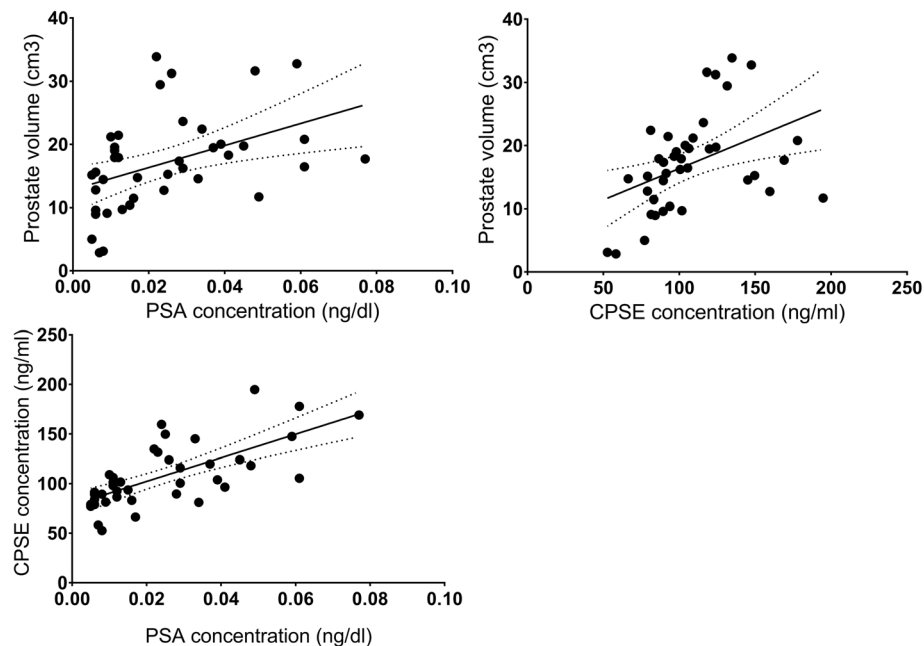 Prostate volume (cm3)
40
30
20
10
0
0.00 0.02 0.04 0.06 0.08 0.10
PSA concentration (ng/dl)
Prostate volume (cm3)
40
30
20
10
0
0 50 100 150 200 250
CPSE concentration (ng/ml)
CPSE concentration (ng/ml)
250
200
150
100
50
0
0.00 0.02 0.04 0.06 0.08 0.10
PSA concentration (ng/dl)